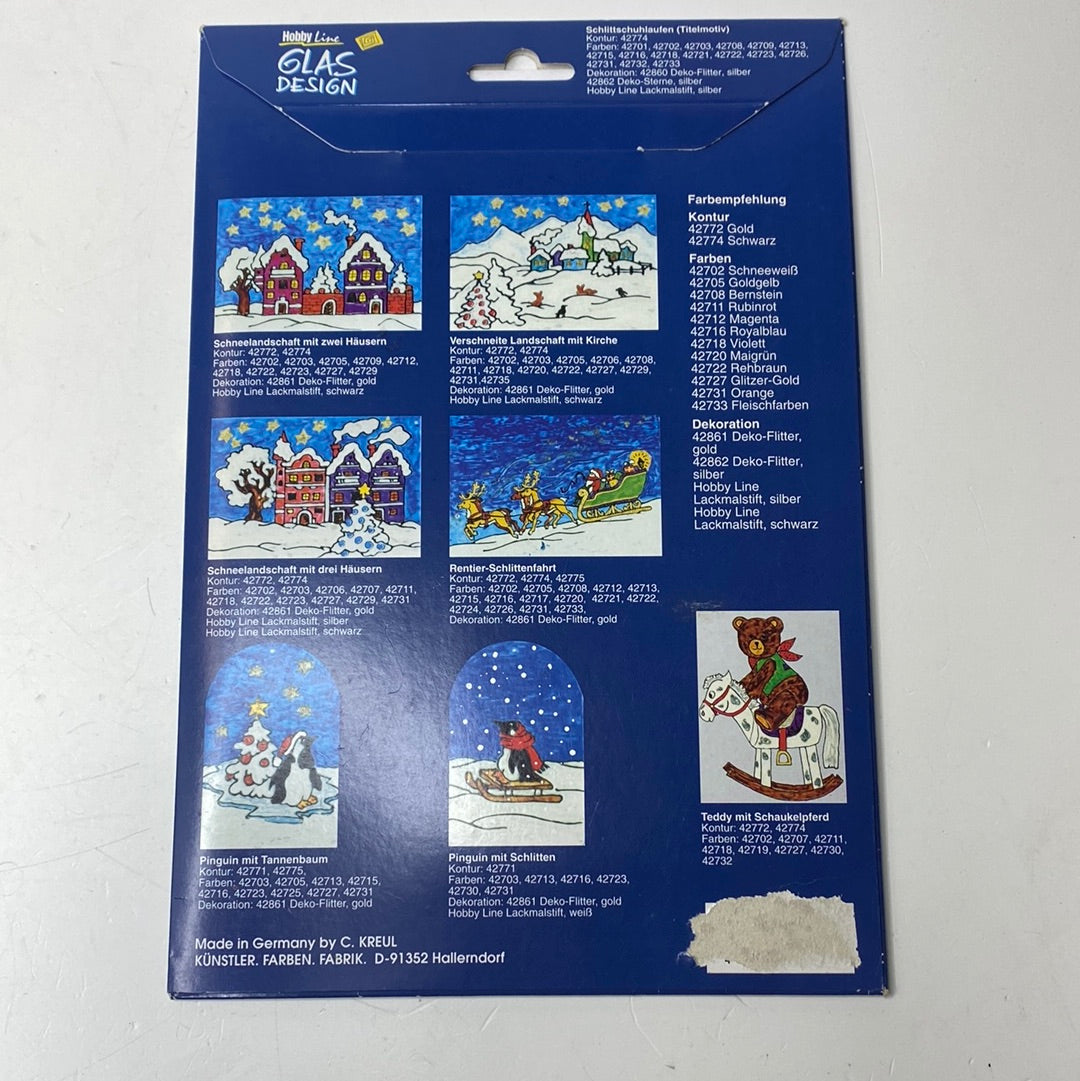 Hobby Line
GLAS
DESIGN
Schlittschuhlaufen (Titelmotiv)
Kontur: 42774
Farben: 42701, 42702, 42703, 42708, 42709, 42713,
42715, 42716, 42718, 42721, 42722, 42723, 42726,
42731, 42732, 42733
Dekoration: 42860 Deko-Flitter, silber
42862 Deko-Sterne, silber
Hobby Line Lackmalstift, silber
Schneelandschaft mit zwei Häusern
Kontur: 42772, 42774
Farben: 42702, 42703, 42705, 42709, 42712,
42718, 42722, 42723, 42727, 42729
Dekoration: 42861 Deko-Flitter, gold
Hobby Line Lackmalstift, schwarz
Verschneite Landschaft mit Kirche
Kontur: 42772, 42774
Farben: 42702, 42703, 42705, 42706, 42708,
42711, 42718, 42720, 42722, 42727, 42729,
42731,42735
Dekoration: 42861 Deko-Flitter, gold
Hobby Line Lackmalstift, schwarz
Farbempfehlung
Kontur
42772 Gold
42774 Schwarz
Farben
42702 Schneeweiß
42705 Goldgelb
42708 Bernstein
42711 Rubinrot
42712 Magenta
42716 Royalblau
42718 Violett
42720 Maigrün
42722 Rehbraun
42727 Glitzer-Gold
42731 Orange
42733 Fleischfarben
Dekoration
42861 Deko-Flitter,
gold
42862 Deko-Flitter,
silber
Hobby Line
Lackmalstift, silber
Hobby Line
Lackmalstift, schwarz
Schneelandschaft mit drei Häusern
Kontur: 42772, 42774
Farben: 42702, 42703, 42706, 42707, 42711,
42718, 42722, 42723, 42727, 42729, 42731
Dekoration: 42861 Deko-Flitter, gold
Hobby Line Lackmalstift, silber
Hobby Line Lackmalstift, schwarz
Rentier-Schlittenfahrt
Kontur: 42772, 42774, 42775
Farben: 42702, 42705, 42708, 42712, 42713,
42715, 42716, 42717, 42720, 42721, 42722,
42724, 42726, 42731, 42733,
Dekoration: 42861 Deko-Flitter, gold
Pinguin mit Tannenbaum
Kontur: 42771, 42775,
Farben: 42703, 42705, 42713, 42715,
42716, 42723, 42725, 42727, 42731
Dekoration: 42861 Deko-Flitter, gold
Pinguin mit Schlitten
Kontur: 42771
Farben: 42703, 42713, 42716, 42723,
42730, 42731
Dekoration: 42861 Deko-Flitter, gold
Hobby Line Lackmalstift, weiß
Teddy mit Schaukelpferd
Kontur: 42772, 42774
Farben: 42702, 42707, 42711,
42718, 42719, 42727, 42730,
42732
Made in Germany by C. KREUL
KÜNSTLER. FARBEN. FABRIK. D-91352 Hallerndorf